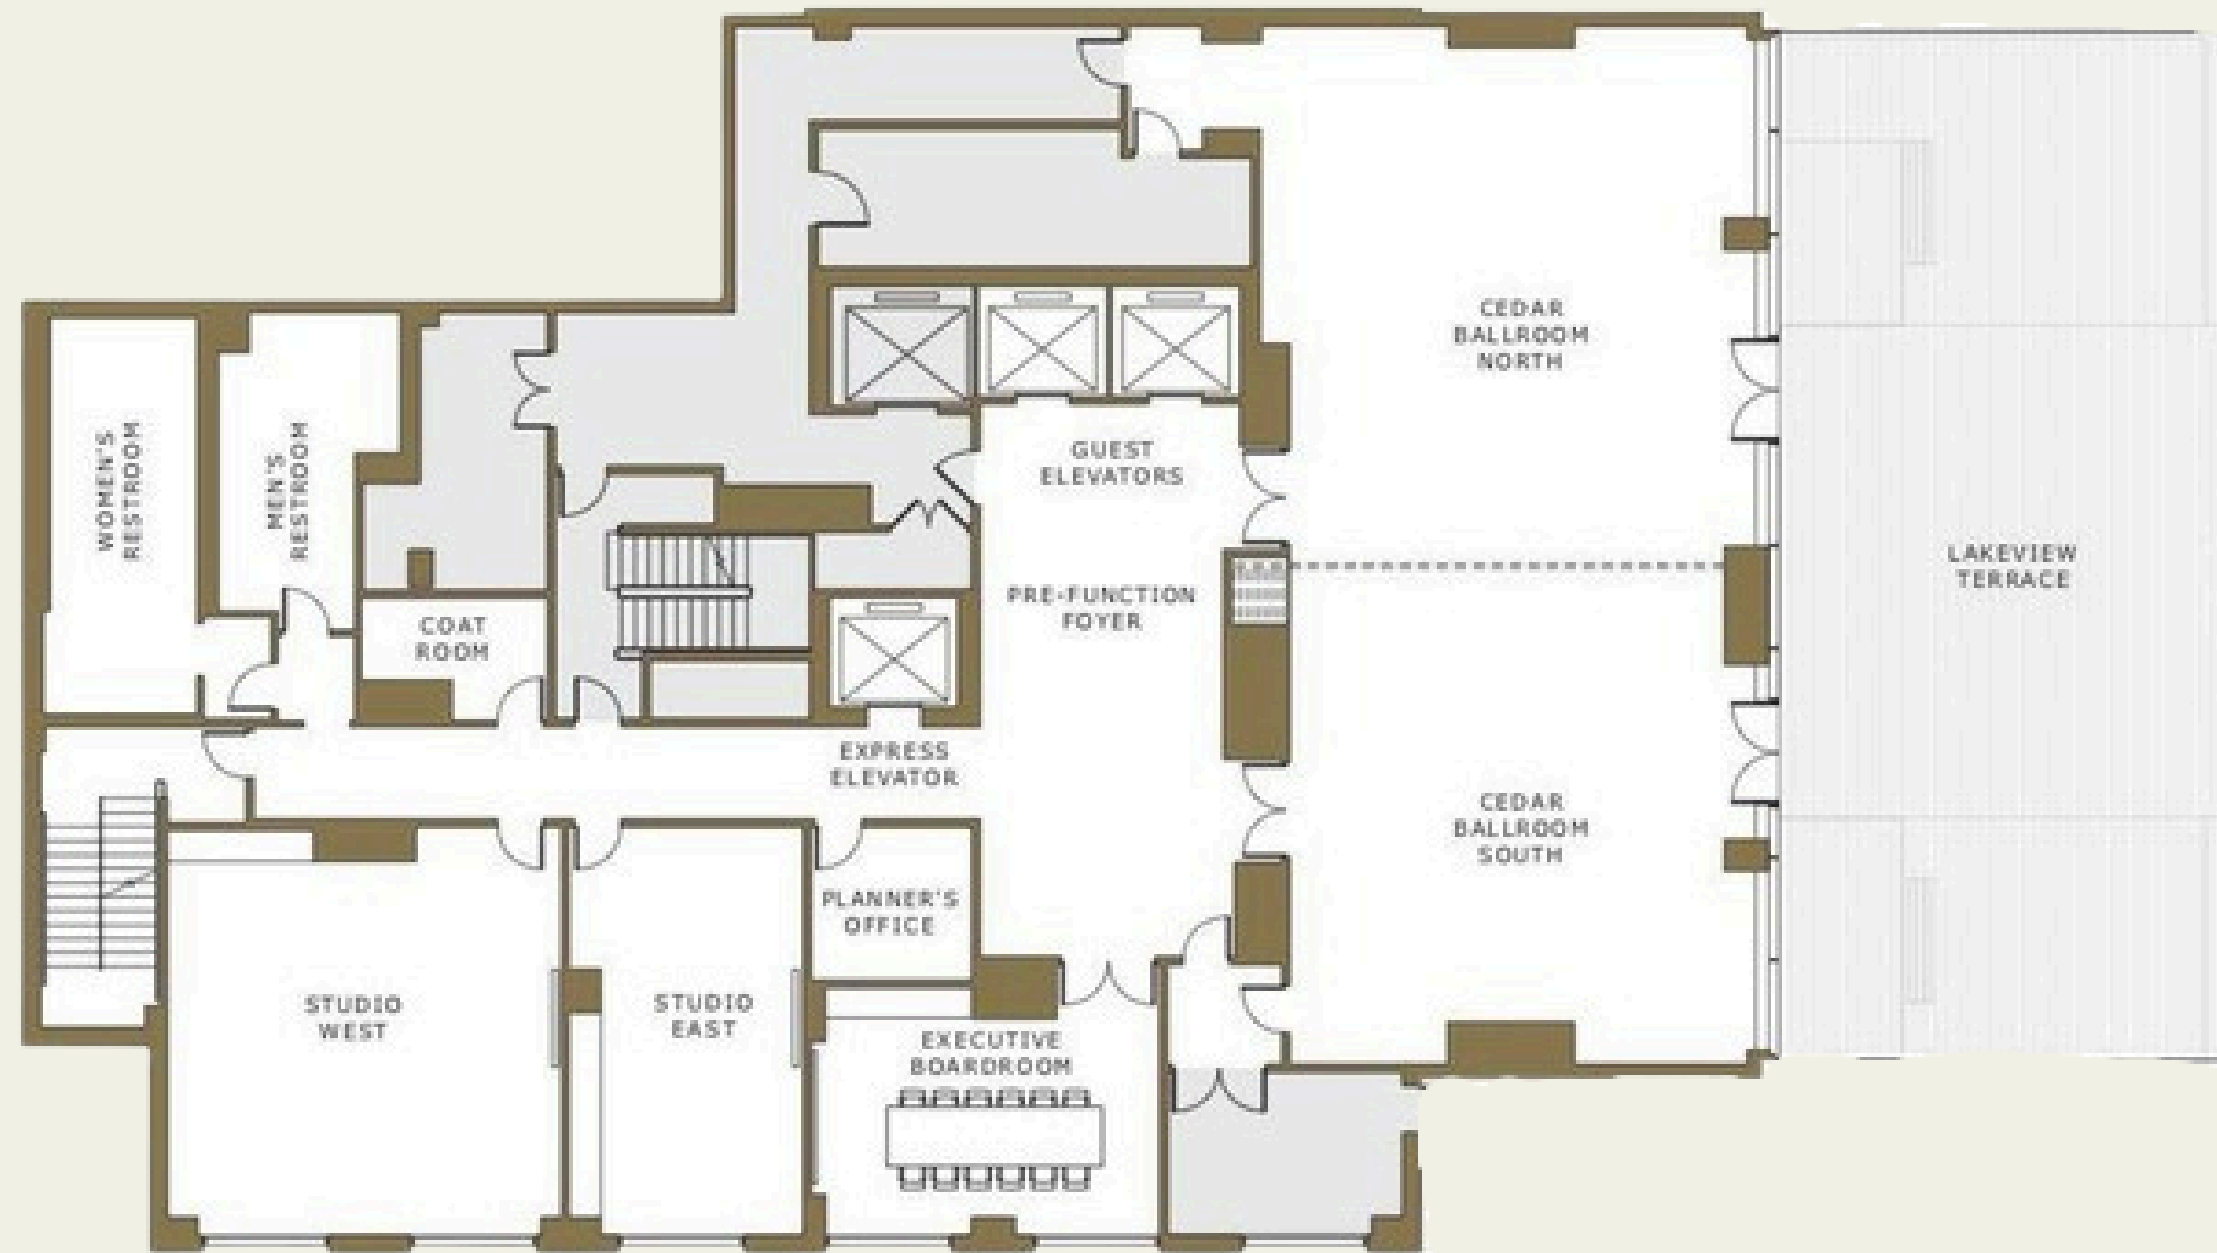 CEDAR
BALLROOM
NORTH
GUEST
ELEVATORS
WOMEN'S
RESTROOM
MEN'S
RESTROOM
LAKEVIEW
TERRACE
PRE-FUNCTION
FOYER
COAT
ROOM
EXPRESS
ELEVATOR
CEDAR
BALLROOM
SOUTH
PLANNER'S
OFFICE
STUDIO
WEST
STUDIO
EAST
EXECUTIVE
BOARDROOM